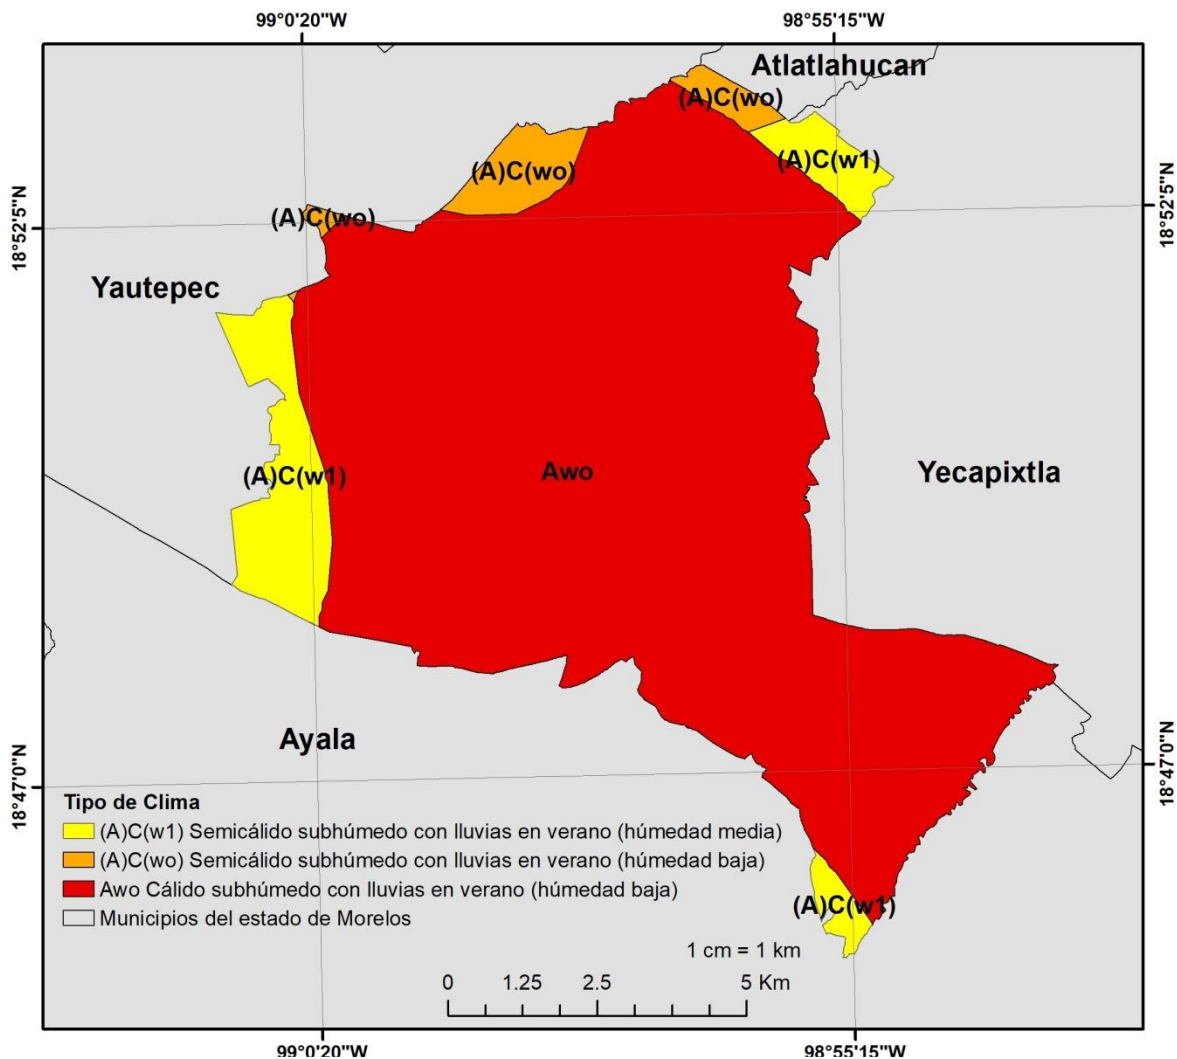 99°0'20"W
98°55'15"W
Atlatlahucan
(A)C(wo)
(A)C(w1)
(A)C(wo)
(A)C(wo)
18°52'5"N
18°52'5"N
Yautepec
(A)C(w1)
Awo
Yecapixtla
Ayala
18°47'0"N
18°47'0"N
Tipo de Clima
(A)C(w1) Semicálido subhúmedo con lluvias en verano (húmedad media)
(A)C(wo) Semicálido subhúmedo con lluvias en verano (húmedad baja)
Awo Cálido subhúmedo con lluvias en verano (húmedad baja)
Municipios del estado de Morelos
(A)C(w1)
1 cm = 1 km
0 1.25 2.5 5 Km
99°0'20"W
98°55'15"W